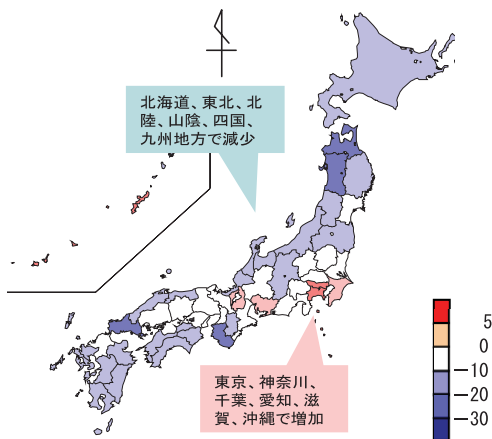 北海道、東北、北
陸、山陰、四国、
九州地方で減少
東京、神奈川、
千葉、愛知、滋
賀、沖縄で増加
5
0
-10
-20
-30